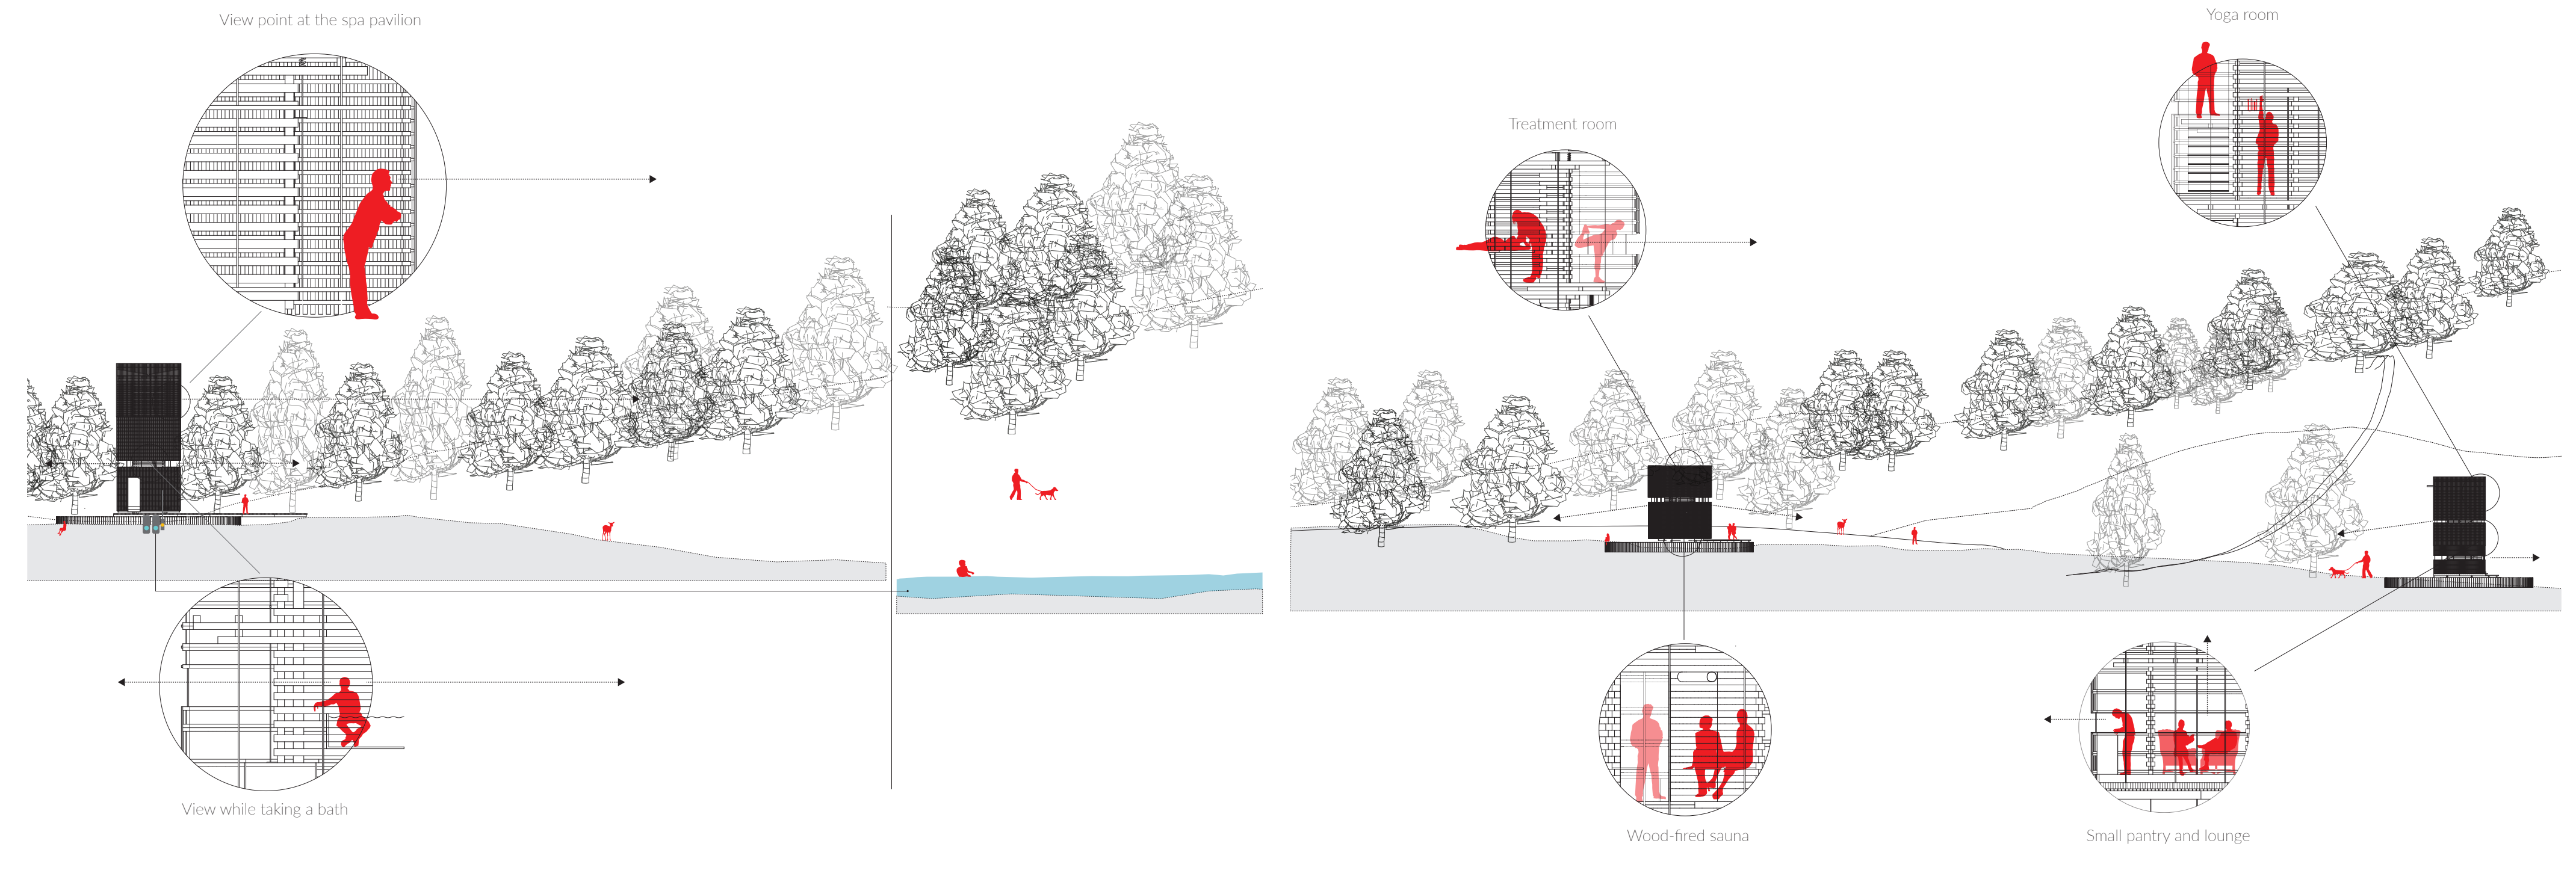 View point at the spa pavilion
View while taking a bath
Treatment room
Wood-fired sauna
Yoga room
Small pantry and lounge